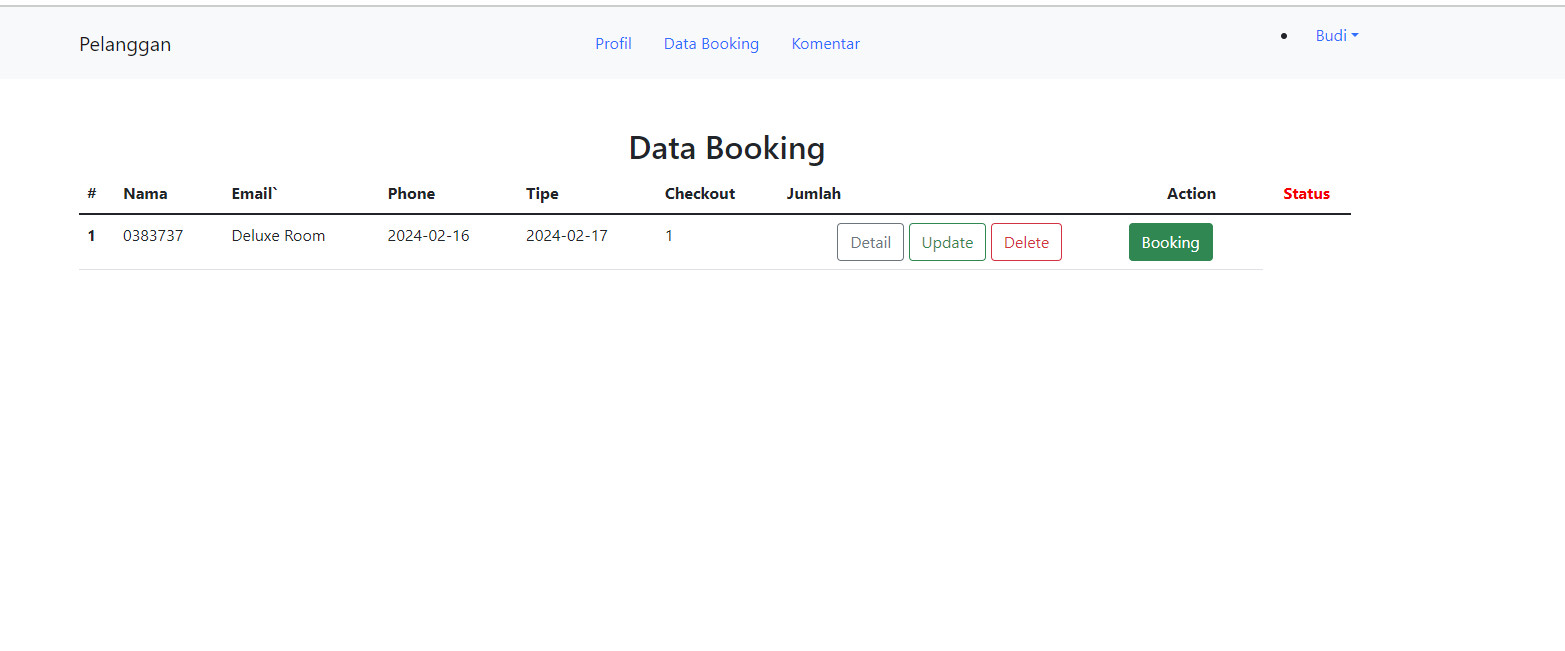 Pelanggan Profil Data Booking Komentar Budi
Data Booking
# Nama Email` Phone Tipe Checkout Jumlah Action Status
1 0383737 Deluxe Room 2024-02-16 2024-02-17 1 Detail Update Delete Booking